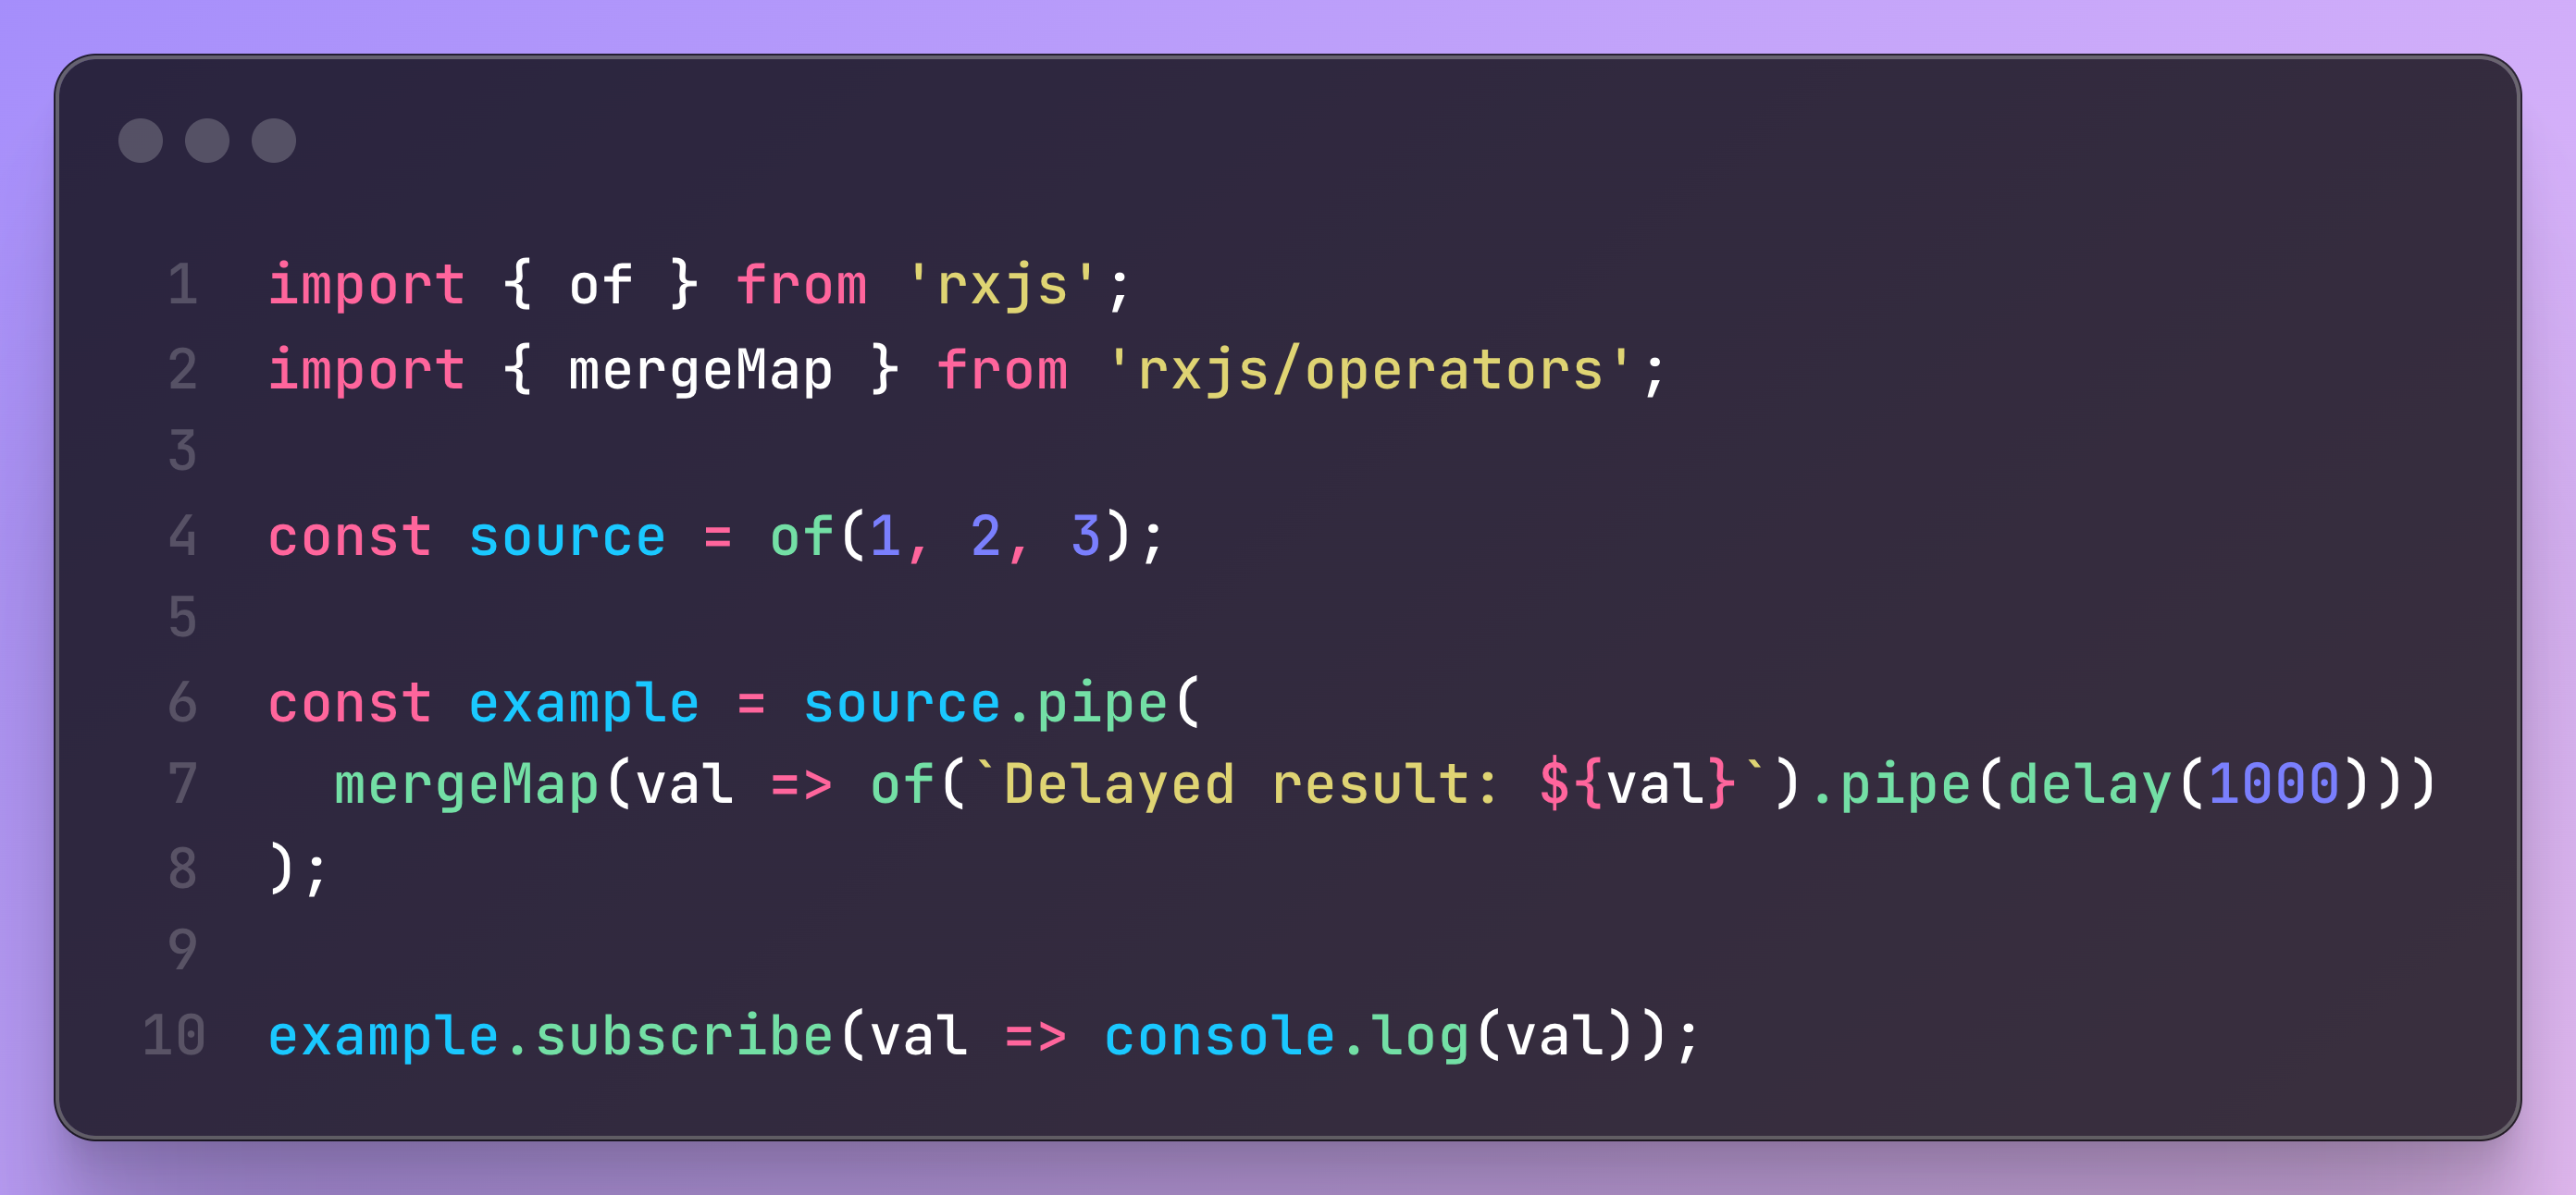 1 import { of } from 'rxjs';
2 import { mergeMap } from 'rxjs/operators';
3
4 const source = of(1, 2, 3);
5
6 const example = source.pipe(
7   mergeMap(val => of(`Delayed result: ${val}`).pipe(delay(1000)))
8 );
9
10 example.subscribe(val => console.log(val));